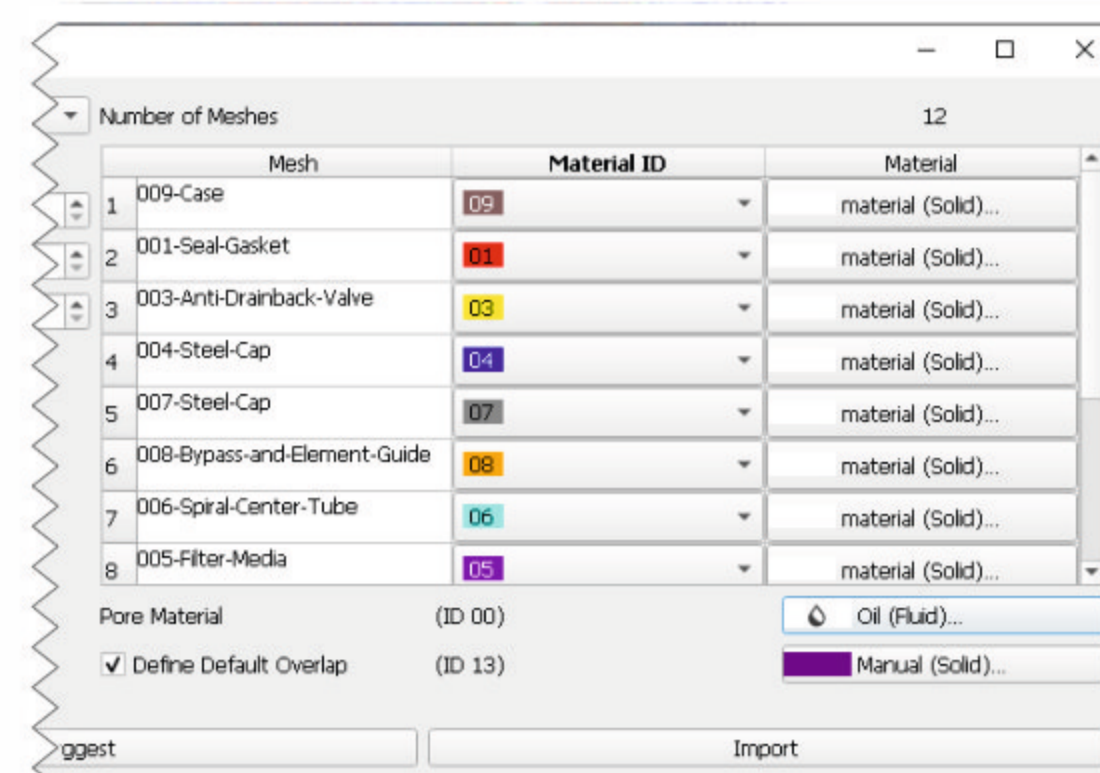 Number of Meshes 12
Mesh Material ID Material
1 009-Case 09 material (Solid)...
2 001-Seal-Gasket 01 material (Solid)...
3 003-Anti-Drainback-Valve 03 material (Solid)...
4 004-Steel-Cap 04 material (Solid)...
5 007-Steel-Cap 07 material (Solid)...
6 008-Bypass-and-Element-Guide 08 material (Solid)...
7 006-Spiral-Center-Tube 06 material (Solid)...
8 005-Filter-Media 05 material (Solid)...
Pore Material (ID 00) Oil (Fluid)...
Define Default Overlap (ID 13) Manual (Solid)...
ggest Import